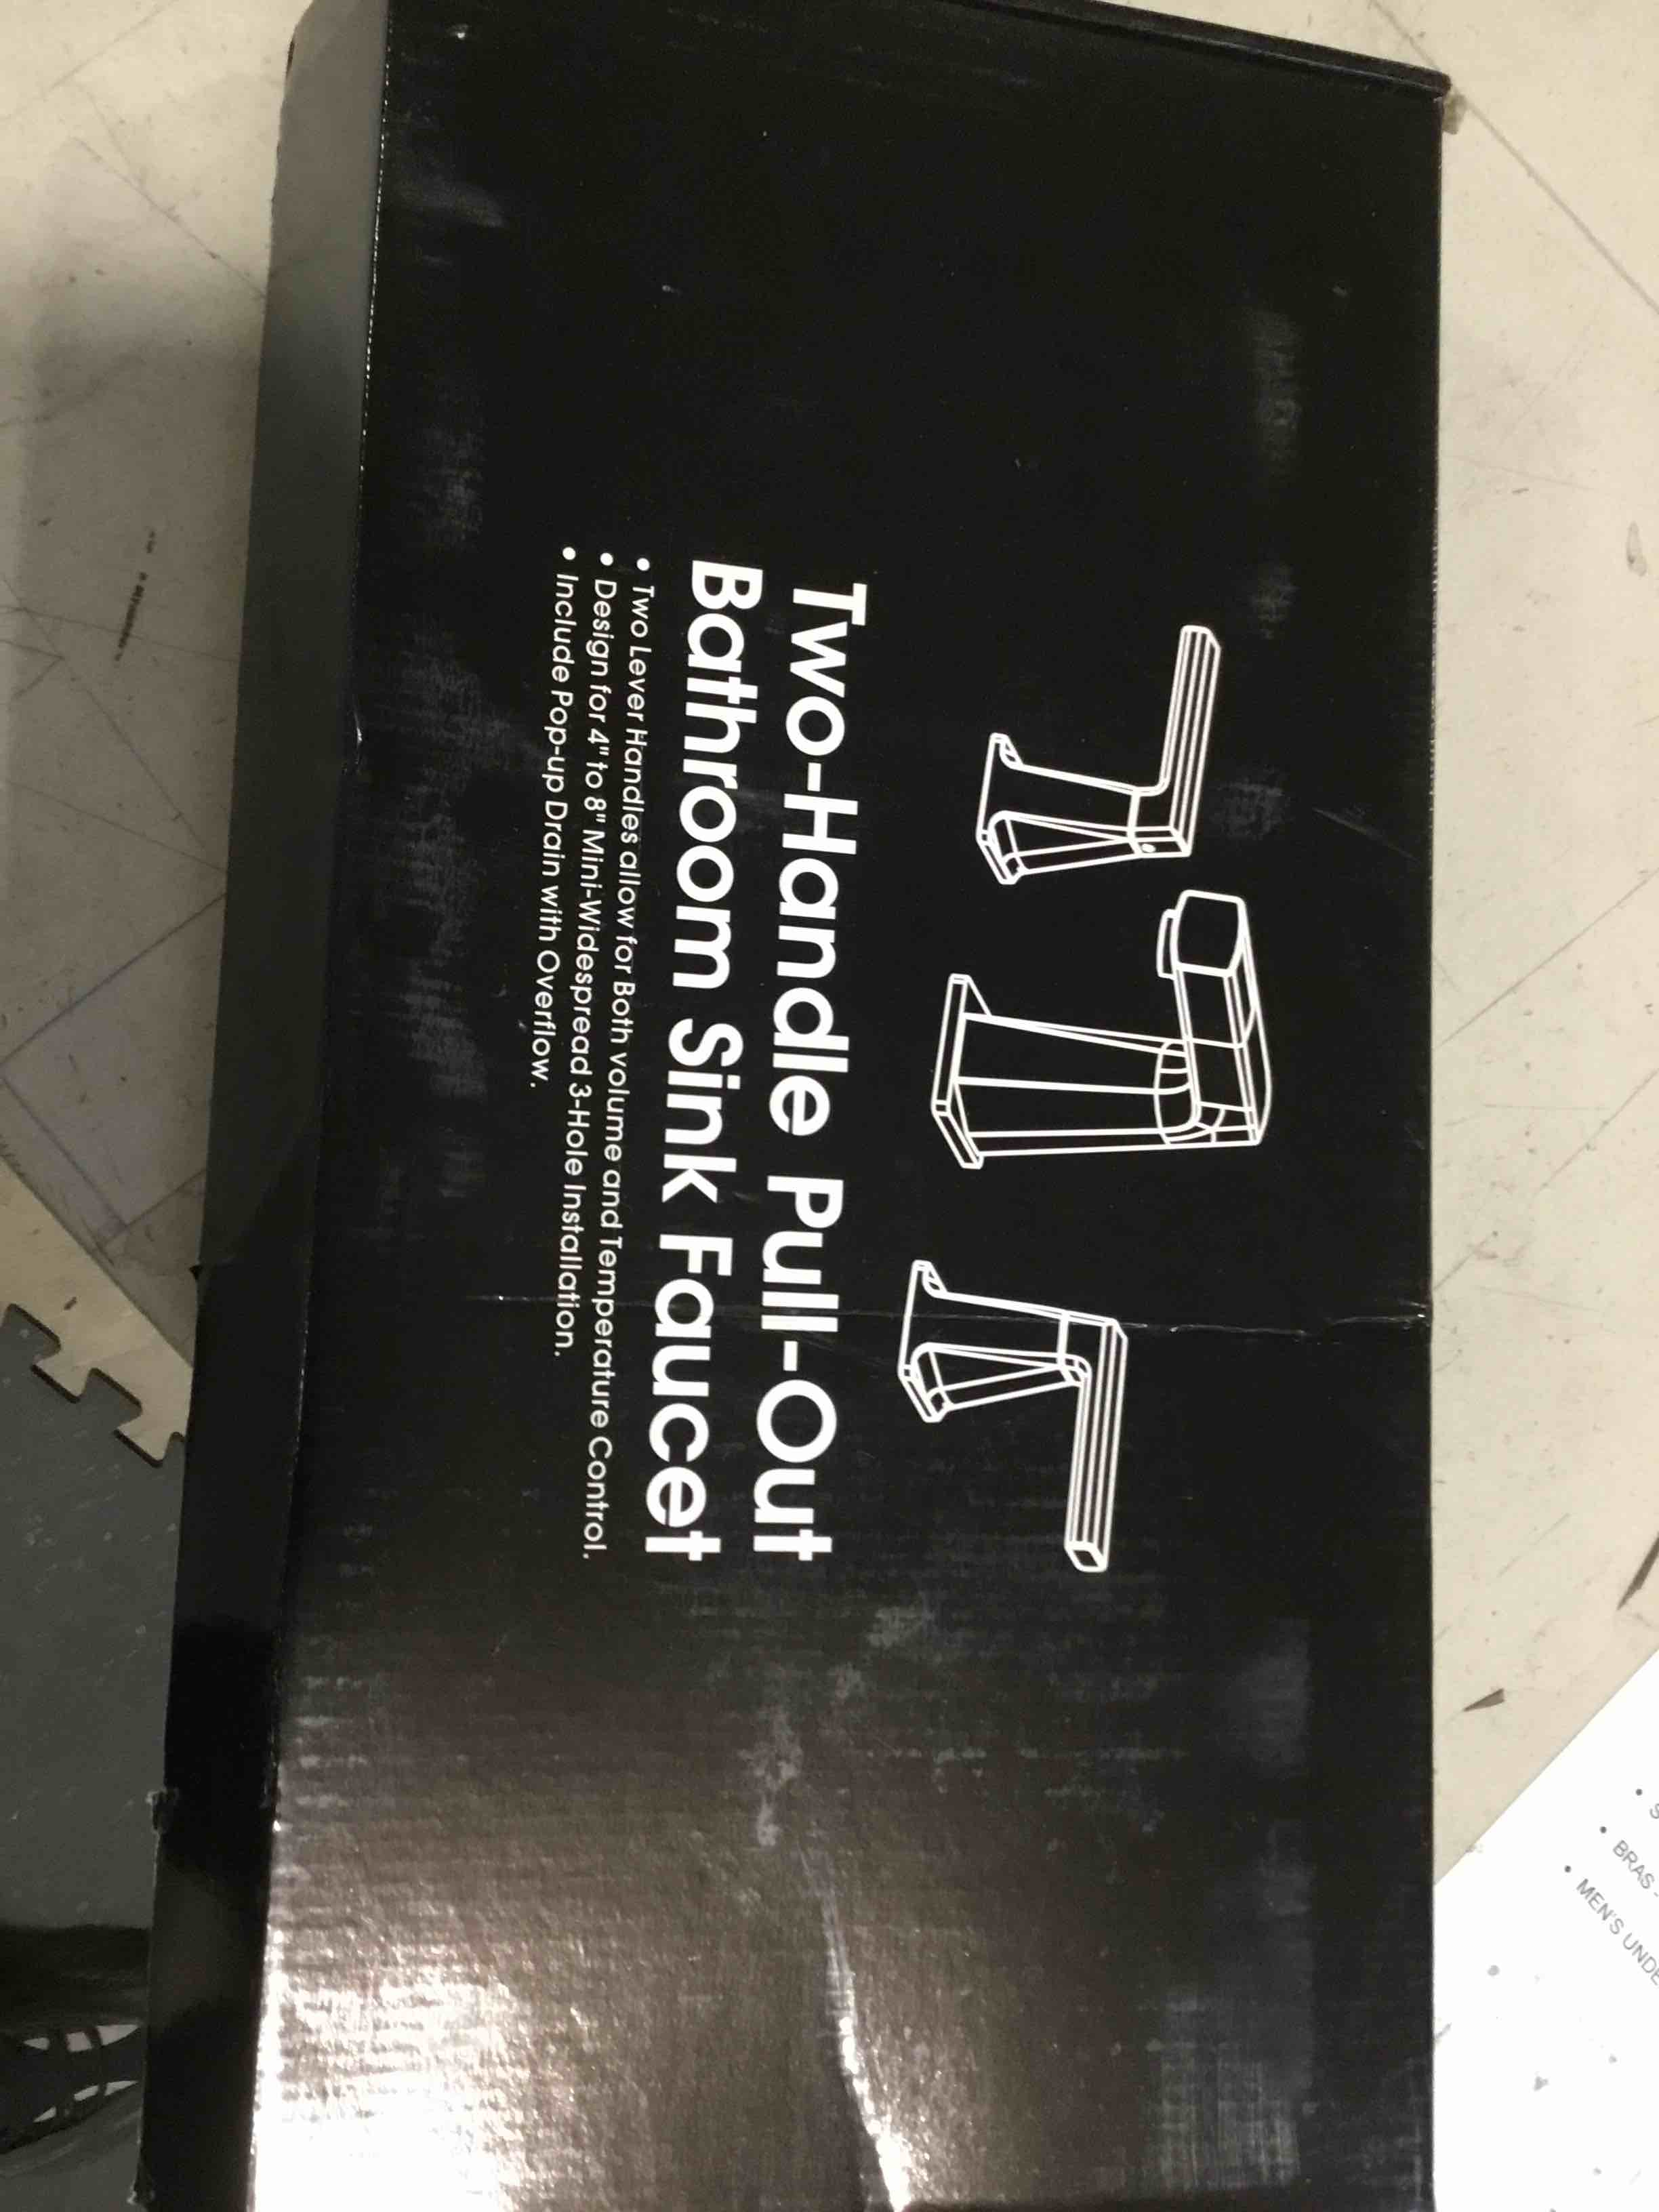 Two-Handle Pull-Out
Bathroom Sink Faucet
• Two Lever Handles allow for Both volume and Temperature Control.
• Design for 4" to 8" Mini-Widespread 3-Hole Installation.
• Include Pop-up Drain with Overflow.
• BRAS -
• MEN'S